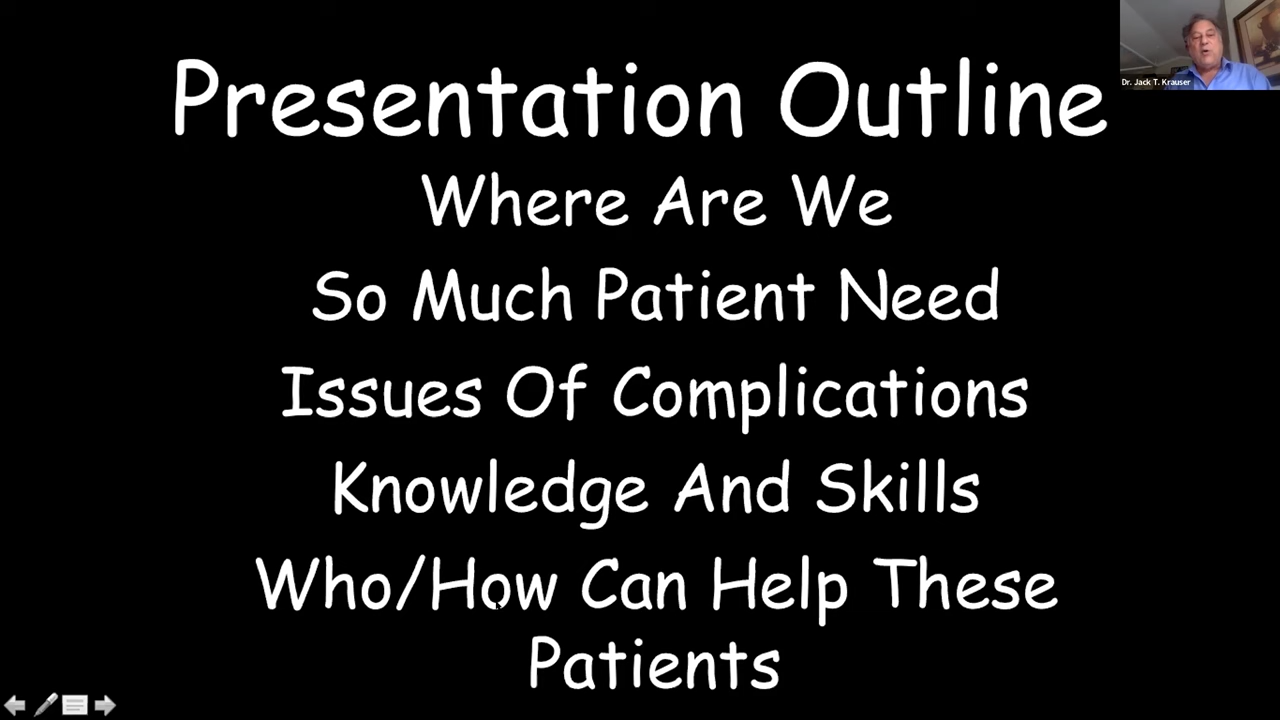 Presentation Outline
Dr. Jack T. Krauser
Where Are We
So Much Patient Need
Issues Of Complications
Knowledge And Skills
Who/How Can Help These
Patients